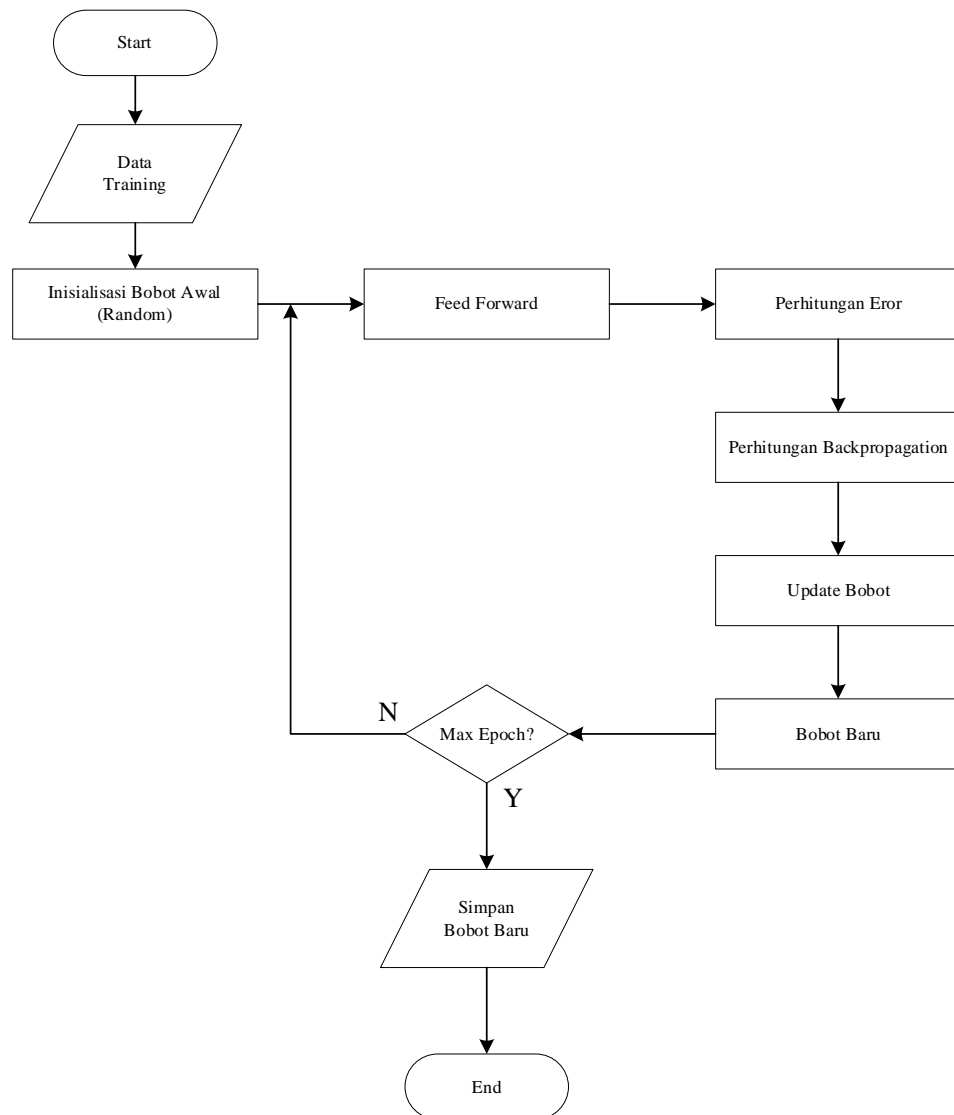 Start
Data
Training
Inisialisasi Bobot Awal
(Random)
Feed Forward
Perhitungan Eror
Perhitungan Backpropagation
Update Bobot
Bobot Baru
Max Epoch?
N
Y
Simpan
Bobot Baru
End